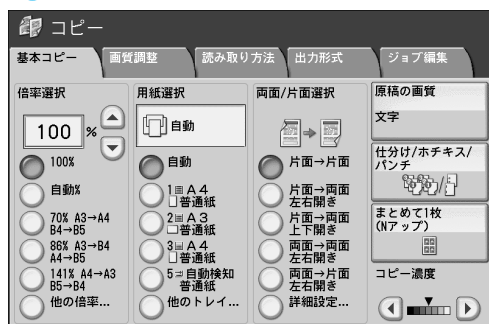 コピー
基本コピー
画質調整
読み取り方法
出力形式
ジョブ編集
倍率選択
100 %
100%
自動%
70% A3→A4
B4→B5
86% A3→B4
A4→B5
141% A4→A3
B5→B4
他の倍率...
用紙選択
自動
自動
1 A4
普通紙
2 A3
普通紙
3 A4
普通紙
5 自動検知
普通紙
他のトレイ...
両面/片面選択
片面→片面
片面→両面
左右開き
片面→両面
上下開き
両面→両面
左右開き
両面→片面
左右開き
詳細設定...
原稿の画質
文字
仕分け/ホチキス/
パンチ
まとめて1枚
(Nアップ)
コピー濃度